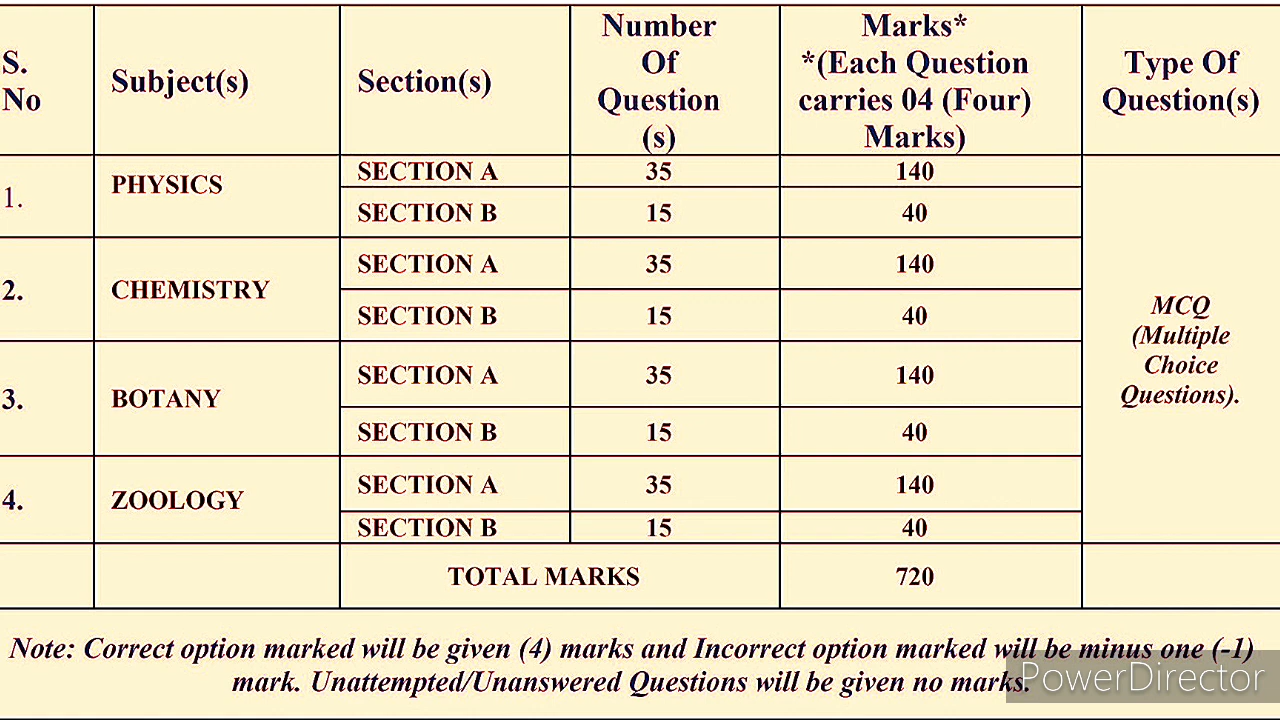 S. No | Subject(s) | Section(s) | Number Of Question (s) | Marks* *(Each Question carries 04 (Four) Marks) | Type Of Question(s)
1. | PHYSICS | SECTION A | 35 | 140 | MCQ (Multiple Choice Questions).
SECTION B | 15 | 40
2. | CHEMISTRY | SECTION A | 35 | 140
SECTION B | 15 | 40
3. | BOTANY | SECTION A | 35 | 140
SECTION B | 15 | 40
4. | ZOOLOGY | SECTION A | 35 | 140
SECTION B | 15 | 40
TOTAL MARKS | 720
Note: Correct option marked will be given (4) marks and Incorrect option marked will be minus one (-1)
mark. Unattempted/Unanswered Questions will be given no marks.
PowerDirector